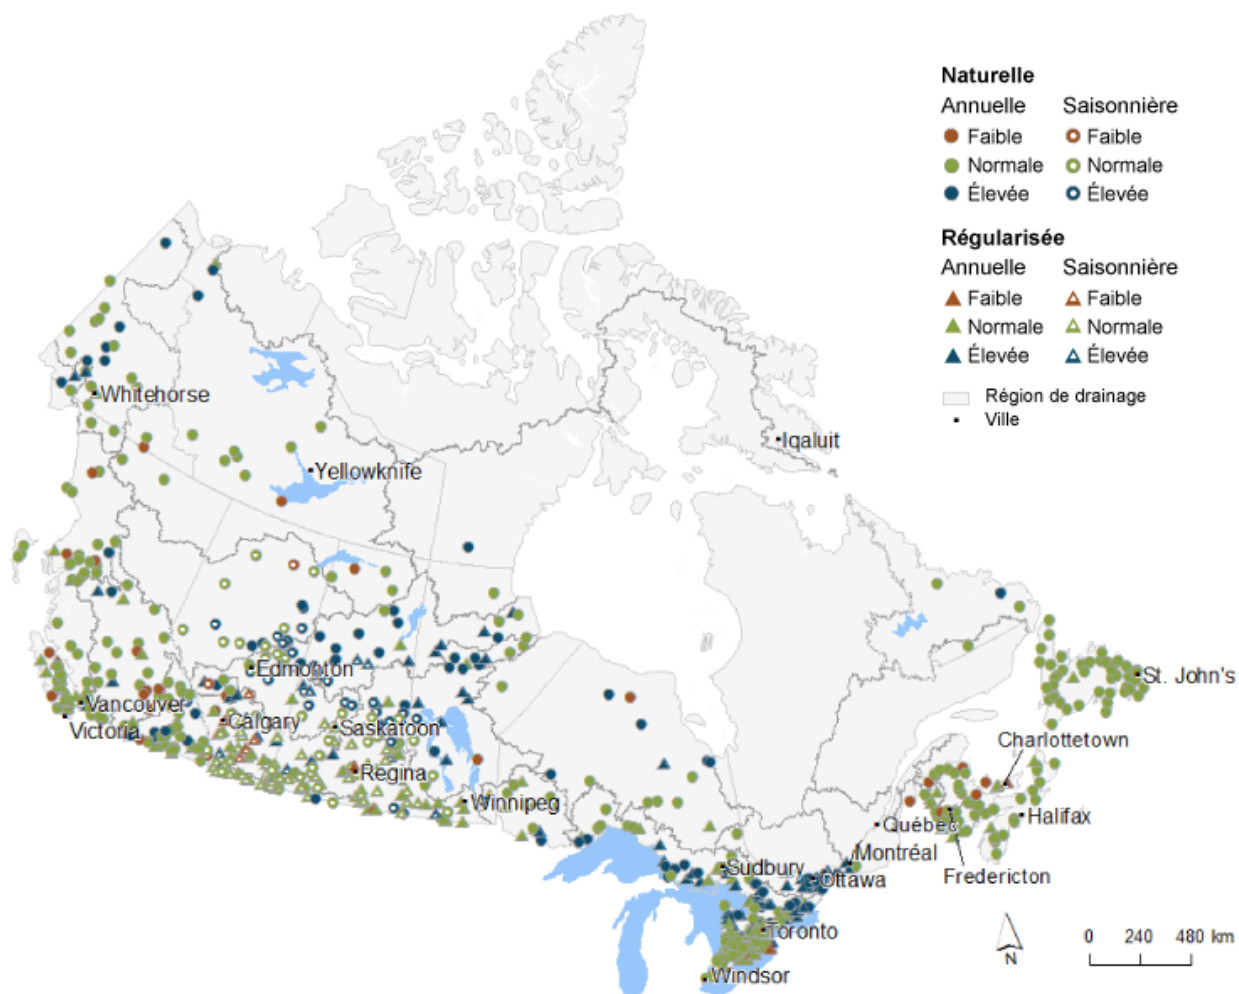 Naturelle
Annuelle Saisonnière
Faible Faible
Normale Normale
Élevée Élevée
Régularisée
Annuelle Saisonnière
Faible Faible
Normale Normale
Élevée Élevée
Région de drainage
Ville
Whitehorse
Iqaluit
Yellowknife
Edmonton
St. John's
Vancouver
Calgary
Victoria
Saskatoon
Charlottetown
Regina
Winnipeg
Halifax
Québec
Montréal
Sudbury
Ottawa
Fredericton
Toronto
Windsor
N
0 240 480 km